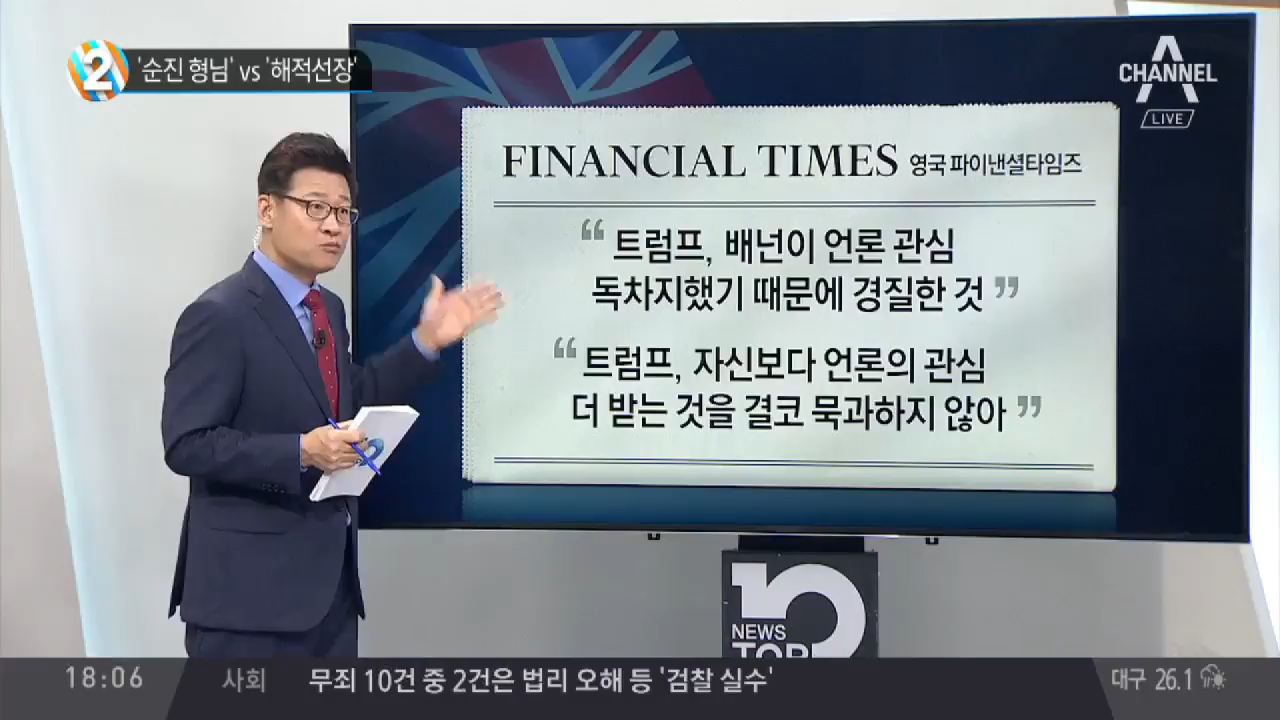 2 '순진 형님' vs '해적선장'
CHANNEL A
LIVE
FINANCIAL TIMES 영국 파이낸셜타임즈
“ 트럼프, 배넌이 언론 관심
독차지했기 때문에 경질한 것 ”
“ 트럼프, 자신보다 언론의 관심
더 받는 것을 결코 묵과하지 않아 ”
10
NEWS
TOP
18:06 사회 무죄 10건 중 2건은 법리 오해 등 '검찰 실수' 대구 26.1